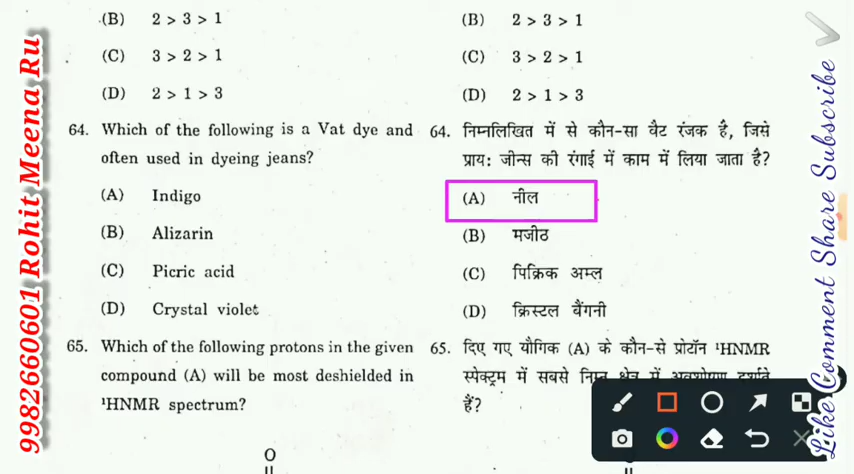 (B) 2 > 3 > 1
(C) 3 > 2 > 1
(D) 2 > 1 > 3
64. Which of the following is a Vat dye and
often used in dyeing jeans?
(A) Indigo
(B) Alizarin
(C) Picric acid
(D) Crystal violet
65. Which of the following protons in the given
compound (A) will be most deshielded in
¹HNMR spectrum?
O
(B) 2 > 3 > 1
(C) 3 > 2 > 1
(D) 2 > 1 > 3
64. निम्नलिखित में से कौन-सा वैट रंजक है, जिसे
प्राय: जीन्स की रंगाई में काम में लिया जाता है?
(A) नील
(B) मजीठ
(C) पिक्रिक अम्ल
(D) क्रिस्टल बैंगनी
65. दिए गए यौगिक (A) के कौन-से प्रोटॉन ¹HNMR
स्पेक्ट्रम में सबसे निम्न क्षेत्र में अवशोषण दर्शाते
हैं?
9982660601 Rohit Meena Ru
Like Comment Share Subscribe